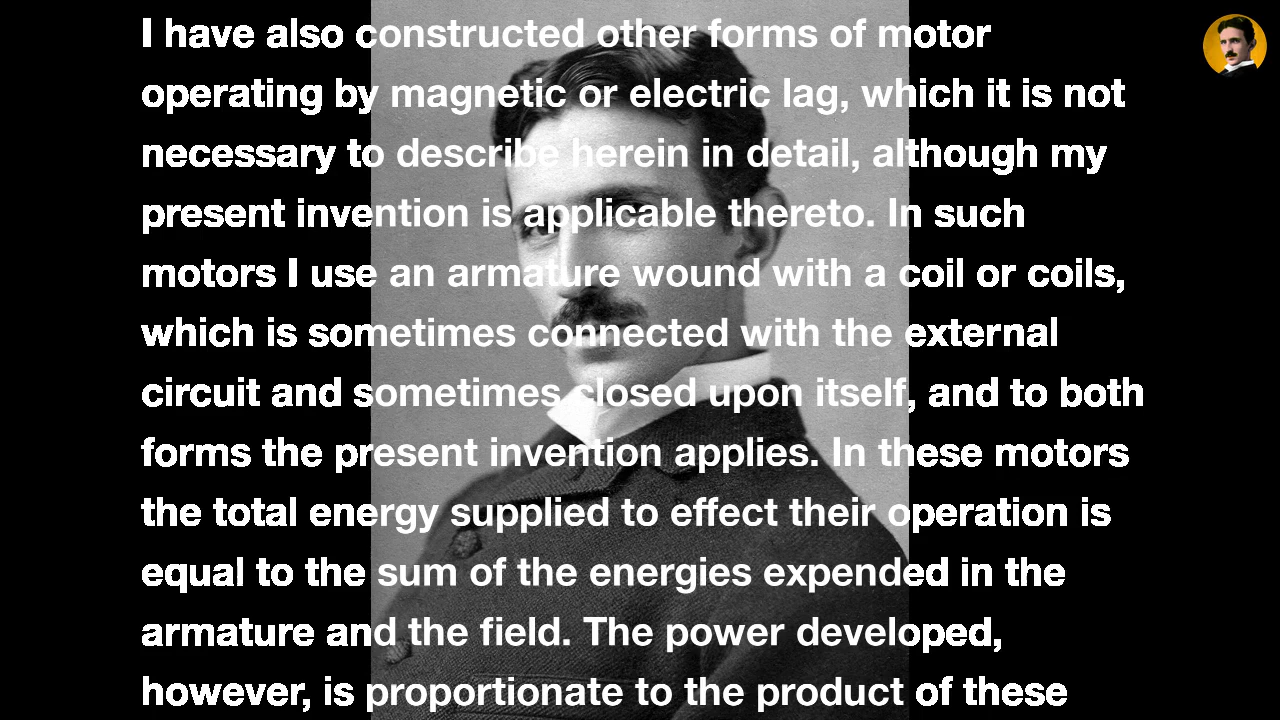 I have also constructed other forms of motor
operating by magnetic or electric lag, which it is not
necessary to describe herein in detail, although my
present invention is applicable thereto. In such
motors I use an armature wound with a coil or coils,
which is sometimes connected with the external
circuit and sometimes closed upon itself, and to both
forms the present invention applies. In these motors
the total energy supplied to effect their operation is
equal to the sum of the energies expended in the
armature and the field. The power developed,
however, is proportionate to the product of these